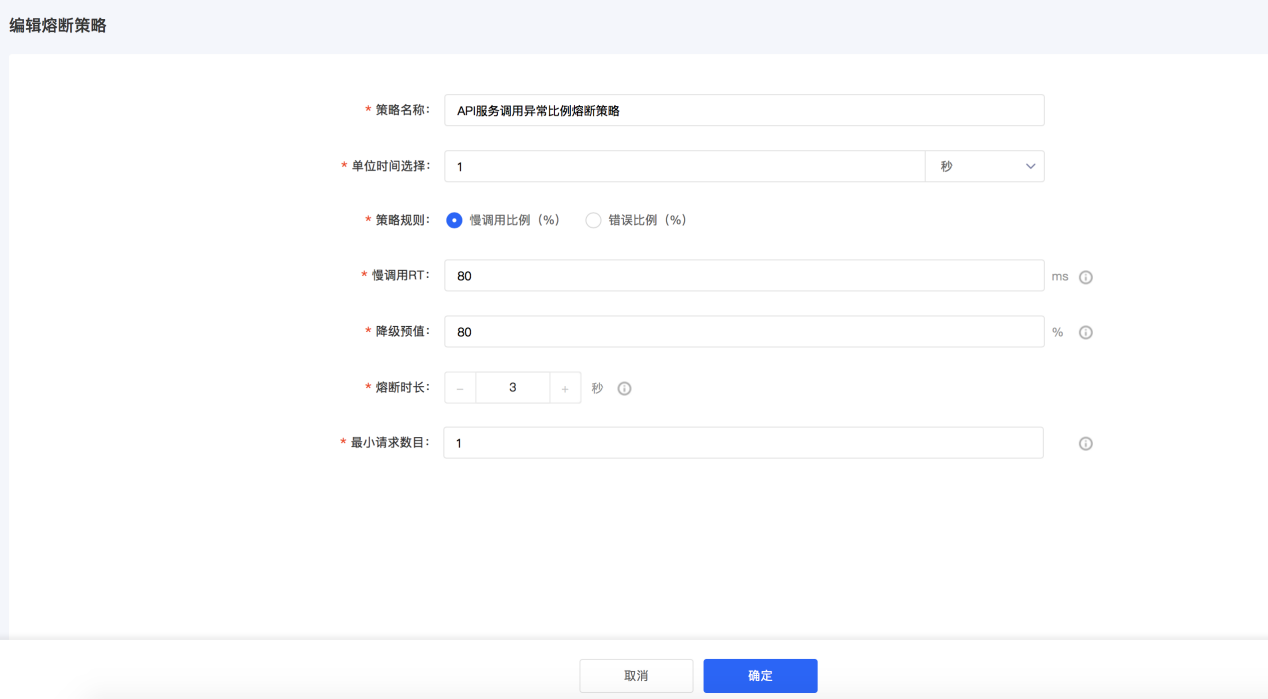 编辑熔断策略
* 策略名称： API服务调用异常比例熔断策略
* 单位时间选择： 1 秒
* 策略规则： 慢调用比例（%） 错误比例（%）
* 慢调用RT： 80 ms
* 降级预值： 80 %
* 熔断时长： − 3 + 秒
* 最小请求数目： 1
取消 确定